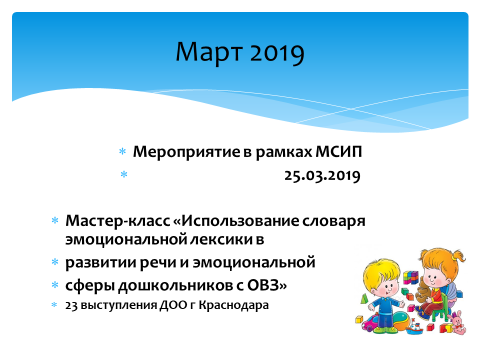 Март 2019
Мероприятие в рамках МСИП
25.03.2019
Мастер-класс «Использование словаря
эмоциональной лексики в
развитии речи и эмоциональной
сферы дошкольников с ОВЗ»
23 выступления ДОО г Краснодара